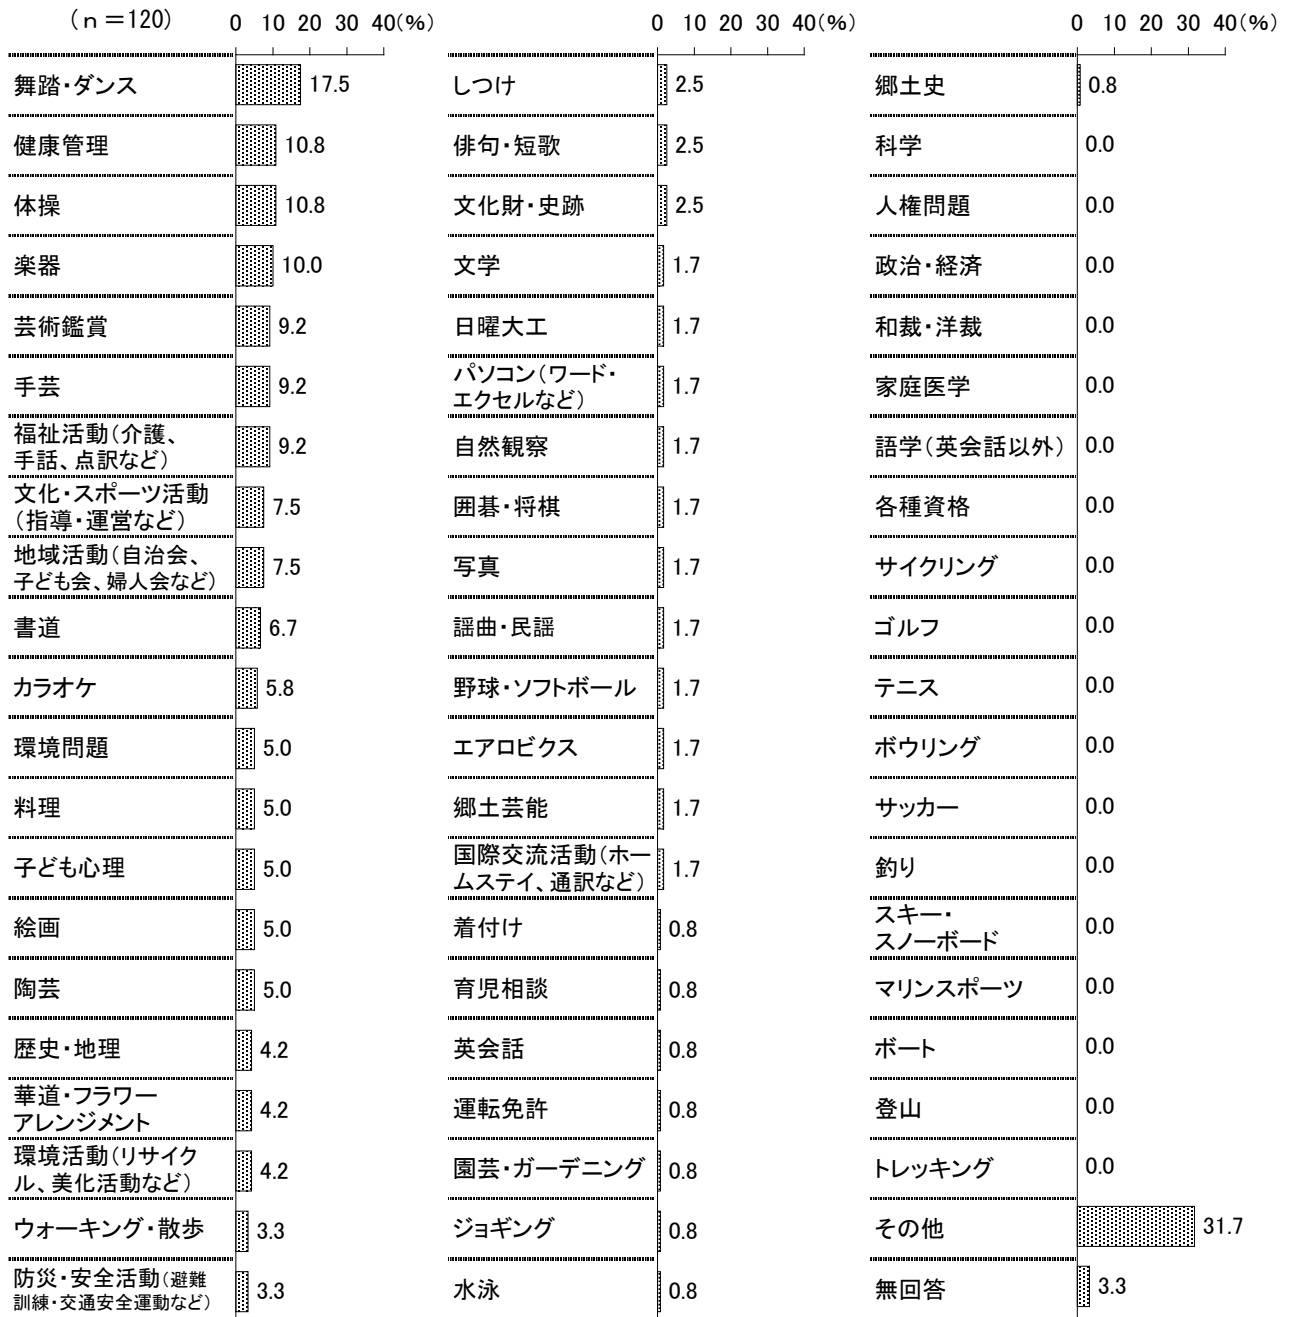 （ｎ＝120）
0 10 20 30 40（%）
舞踏・ダンス 17.5
健康管理 10.8
体操 10.8
楽器 10.0
芸術鑑賞 9.2
手芸 9.2
福祉活動（介護、
手話、点訳など） 9.2
文化・スポーツ活動
（指導・運営など） 7.5
地域活動（自治会、
子ども会、婦人会など） 7.5
書道 6.7
カラオケ 5.8
環境問題 5.0
料理 5.0
子ども心理 5.0
絵画 5.0
陶芸 5.0
歴史・地理 4.2
華道・フラワー
アレンジメント 4.2
環境活動（リサイク
ル、美化活動など） 4.2
ウォーキング・散歩 3.3
防災・安全活動（避難
訓練・交通安全運動など） 3.3
0 10 20 30 40（%）
しつけ 2.5
俳句・短歌 2.5
文化財・史跡 2.5
文学 1.7
日曜大工 1.7
パソコン（ワード・
エクセルなど） 1.7
自然観察 1.7
囲碁・将棋 1.7
写真 1.7
謡曲・民謡 1.7
野球・ソフトボール 1.7
エアロビクス 1.7
郷土芸能 1.7
国際交流活動（ホー
ムステイ、通訳など） 1.7
着付け 0.8
育児相談 0.8
英会話 0.8
運転免許 0.8
園芸・ガーデニング 0.8
ジョギング 0.8
水泳 0.8
0 10 20 30 40（%）
郷土史 0.8
科学 0.0
人権問題 0.0
政治・経済 0.0
和裁・洋裁 0.0
家庭医学 0.0
語学（英会話以外） 0.0
各種資格 0.0
サイクリング 0.0
ゴルフ 0.0
テニス 0.0
ボウリング 0.0
サッカー 0.0
釣り 0.0
スキー・
スノーボード 0.0
マリンスポーツ 0.0
ボート 0.0
登山 0.0
トレッキング 0.0
その他 31.7
無回答 3.3